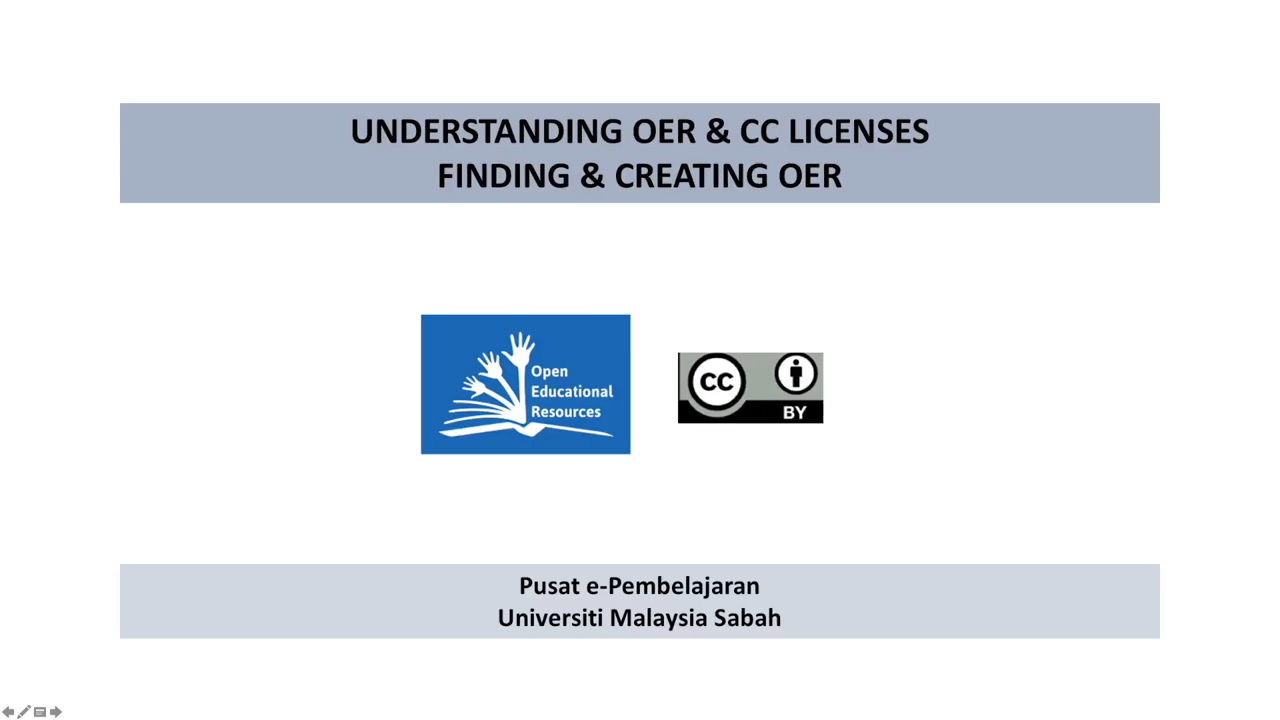 UNDERSTANDING OER & CC LICENSES
FINDING & CREATING OER
Open
Educational
Resources
CC
BY
Pusat e-Pembelajaran
Universiti Malaysia Sabah